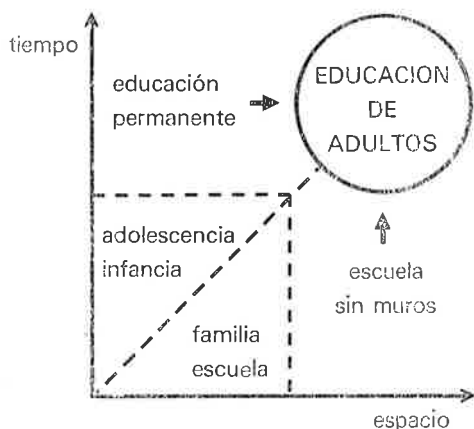 tiempo
educación
permanente
EDUCACION
DE
ADULTOS
adolescencia
infancia
escuela
sin muros
familia
escuela
espacio